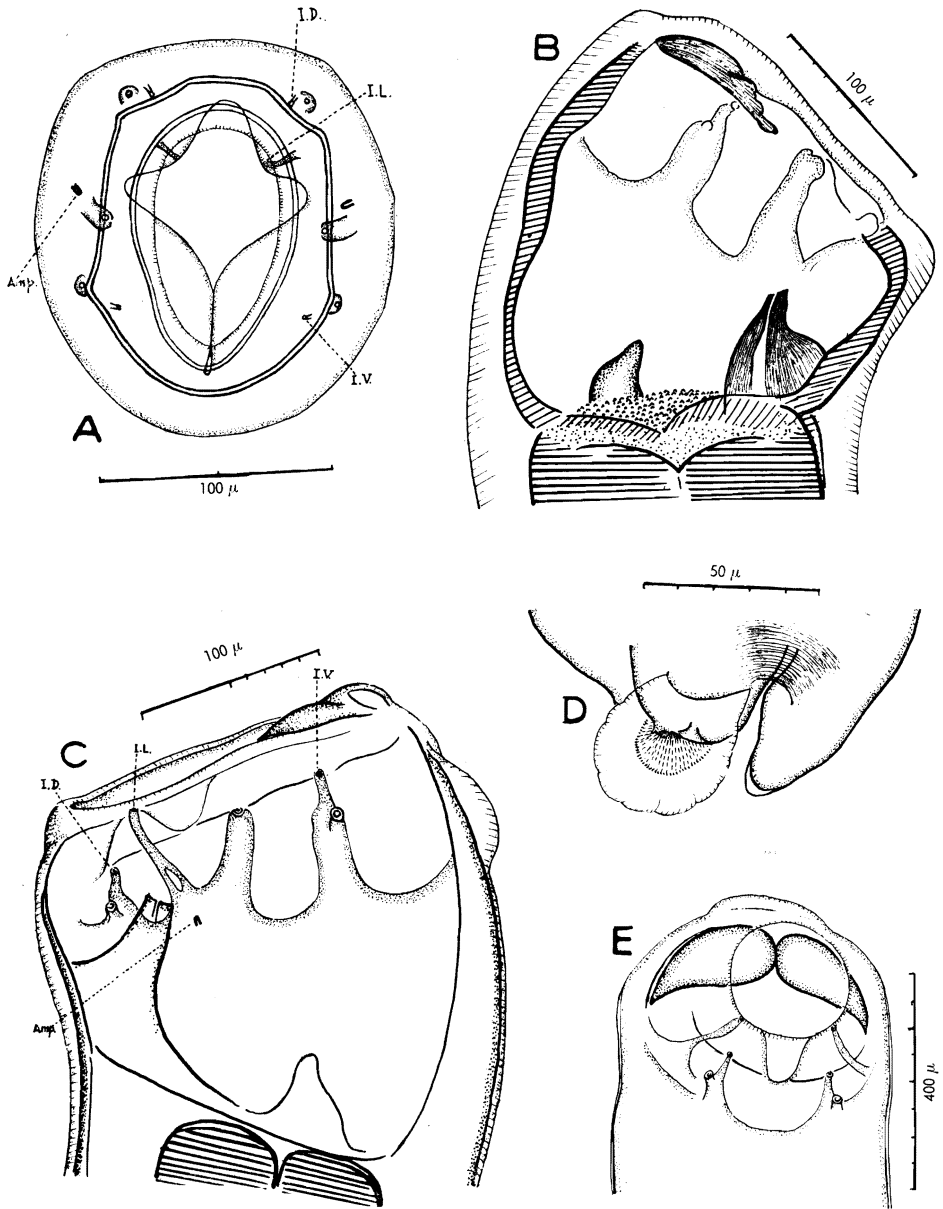 I.D.
B
I.L.
100 μ
Amp.
I.V.
A
100 μ
50 μ
100 μ
I.V.
D
C
I.L.
I.D.
E
Amp
400 μ